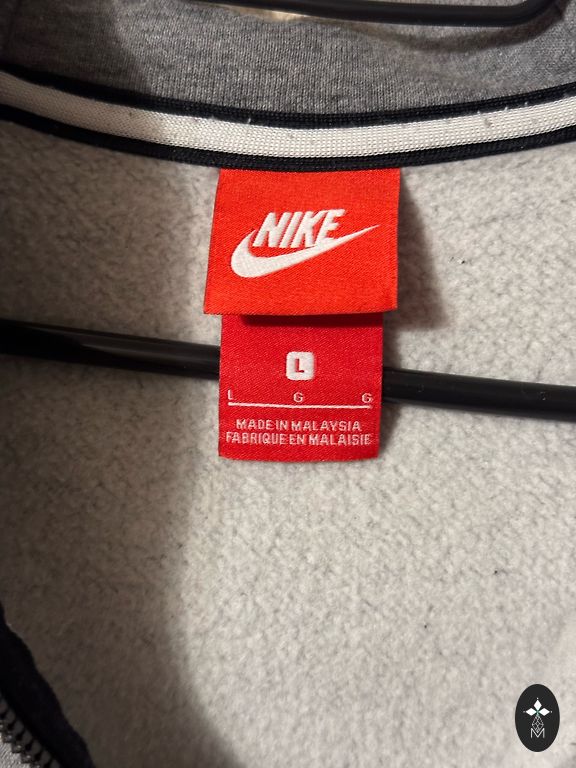 NIKE
L
L G G
MADE IN MALAYSIA
FABRIQUE EN MALAISIE
M